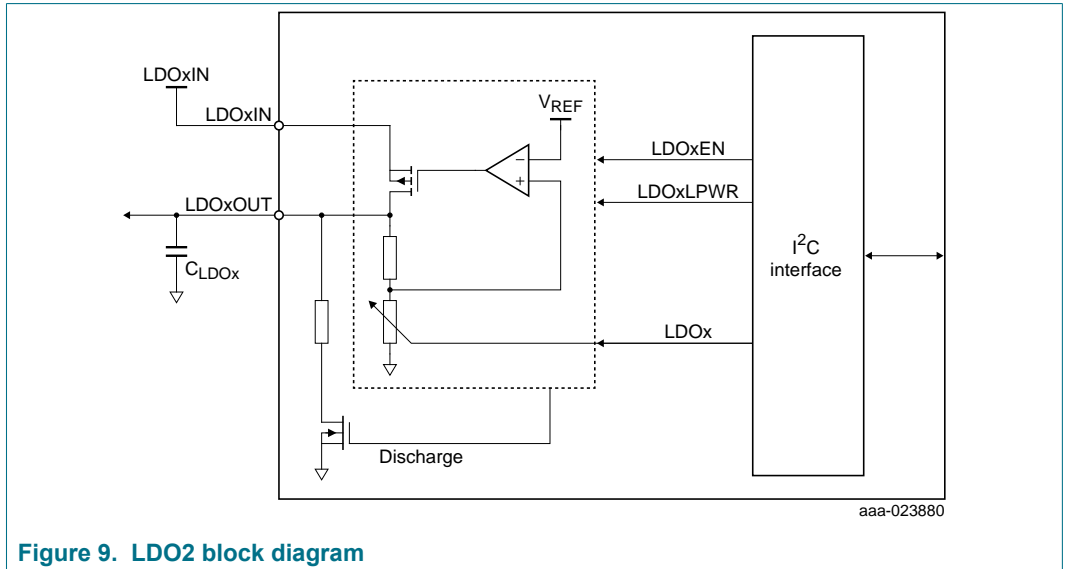 LDOxIN
LDOxIN
VREF
LDOxEN
LDOxLPWR
LDOxOUT
CLDOx
I2C
interface
LDOx
Discharge
aaa-023880
Figure 9. LDO2 block diagram
−
+